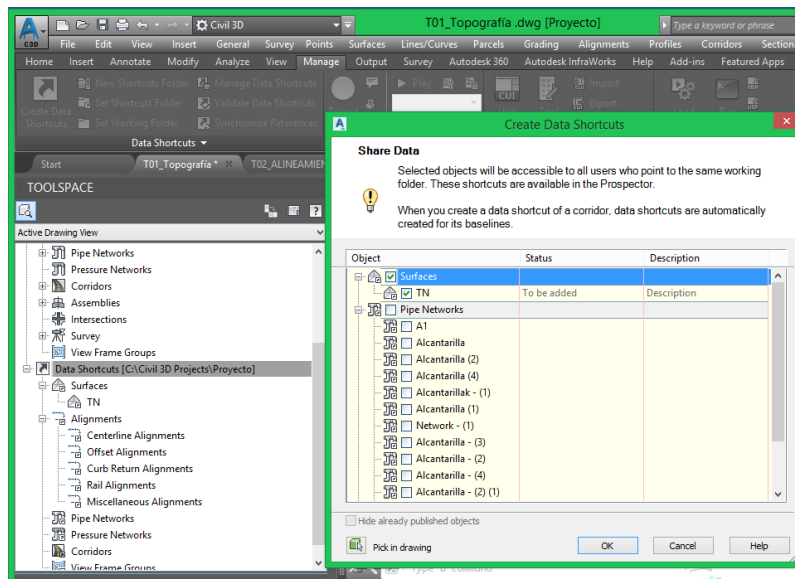 Civil 3D
T01_Topografía .dwg [Proyecto]
Type a keyword or phrase
C3D
File Edit View Insert General Survey Points Surfaces Lines/Curves Parcels Grading Alignments Profiles Corridors Section
Home Insert Annotate Modify Analyze View Manage Output Survey Autodesk 360 Autodesk InfraWorks Help Add-ins Featured Apps
Create Data Shortcuts
New Shortcuts Folder Manage Data Shortcuts
Set Shortcuts Folder Validate Data Shortcuts
Set Working Folder Synchronize References
Play
CUI
Import
Export
Data Shortcuts
Start T01_Topografía* T02_ALINEAMIEN
TOOLSPACE
Active Drawing View
Pipe Networks
Pressure Networks
Corridors
Assemblies
Intersections
Survey
View Frame Groups
Data Shortcuts [C:\Civil 3D Projects\Proyecto]
Surfaces
TN
Alignments
Centerline Alignments
Offset Alignments
Curb Return Alignments
Rail Alignments
Miscellaneous Alignments
Pipe Networks
Pressure Networks
Corridors
View Frame Groups
Create Data Shortcuts
Share Data
Selected objects will be accessible to all users who point to the same working
folder. These shortcuts are available in the Prospector.
When you create a data shortcut of a corridor, data shortcuts are automatically
created for its baselines.
Object Status Description
Surfaces
TN To be added Description
Pipe Networks
A1
Alcantarilla
Alcantarilla (2)
Alcantarilla (4)
Alcantarillak - (1)
Alcantarilla (1)
Network - (1)
Alcantarilla - (3)
Alcantarilla - (2)
Alcantarilla - (4)
Alcantarilla - (2) (1)
Hide already published objects
Pick in drawing OK Cancel Help
Type a command